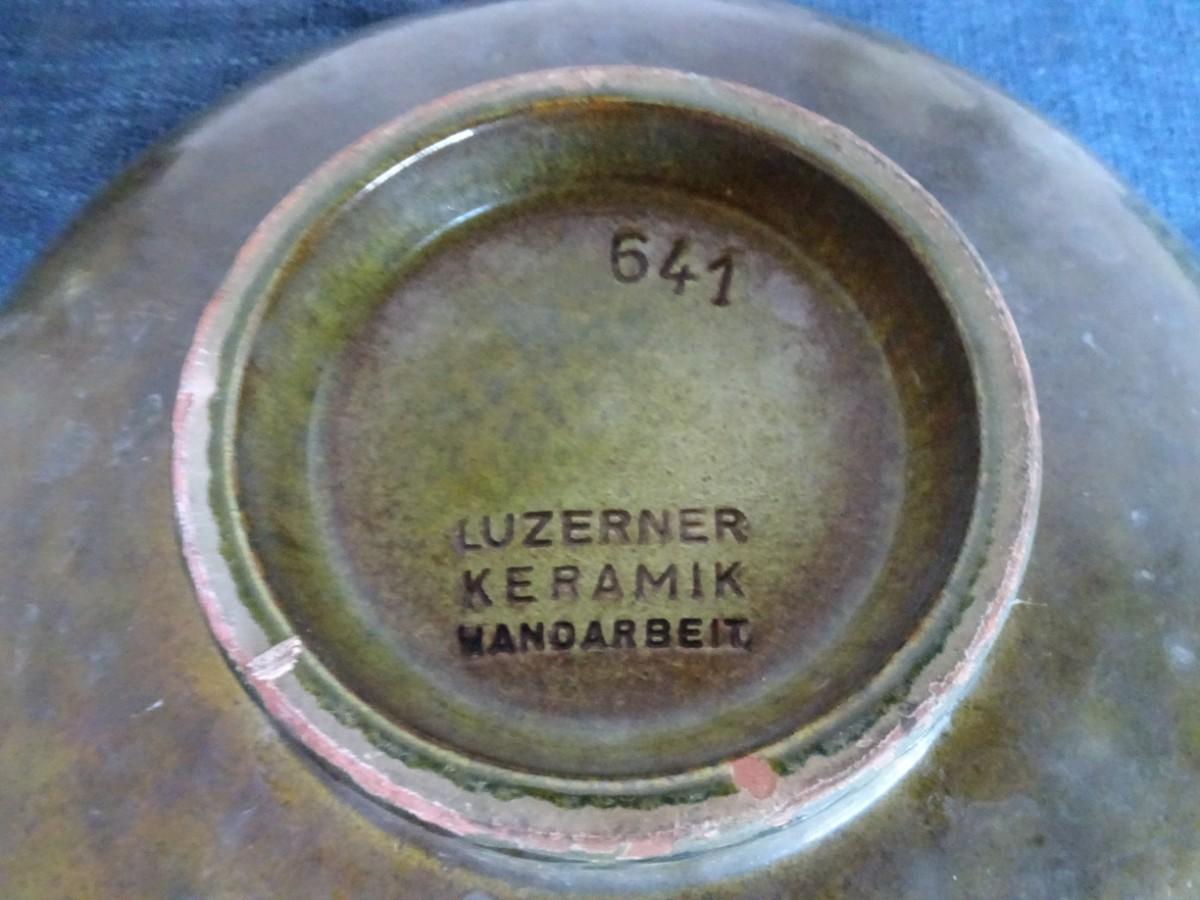 641
LUZERNER
KERAMIK
HANDARBEIT